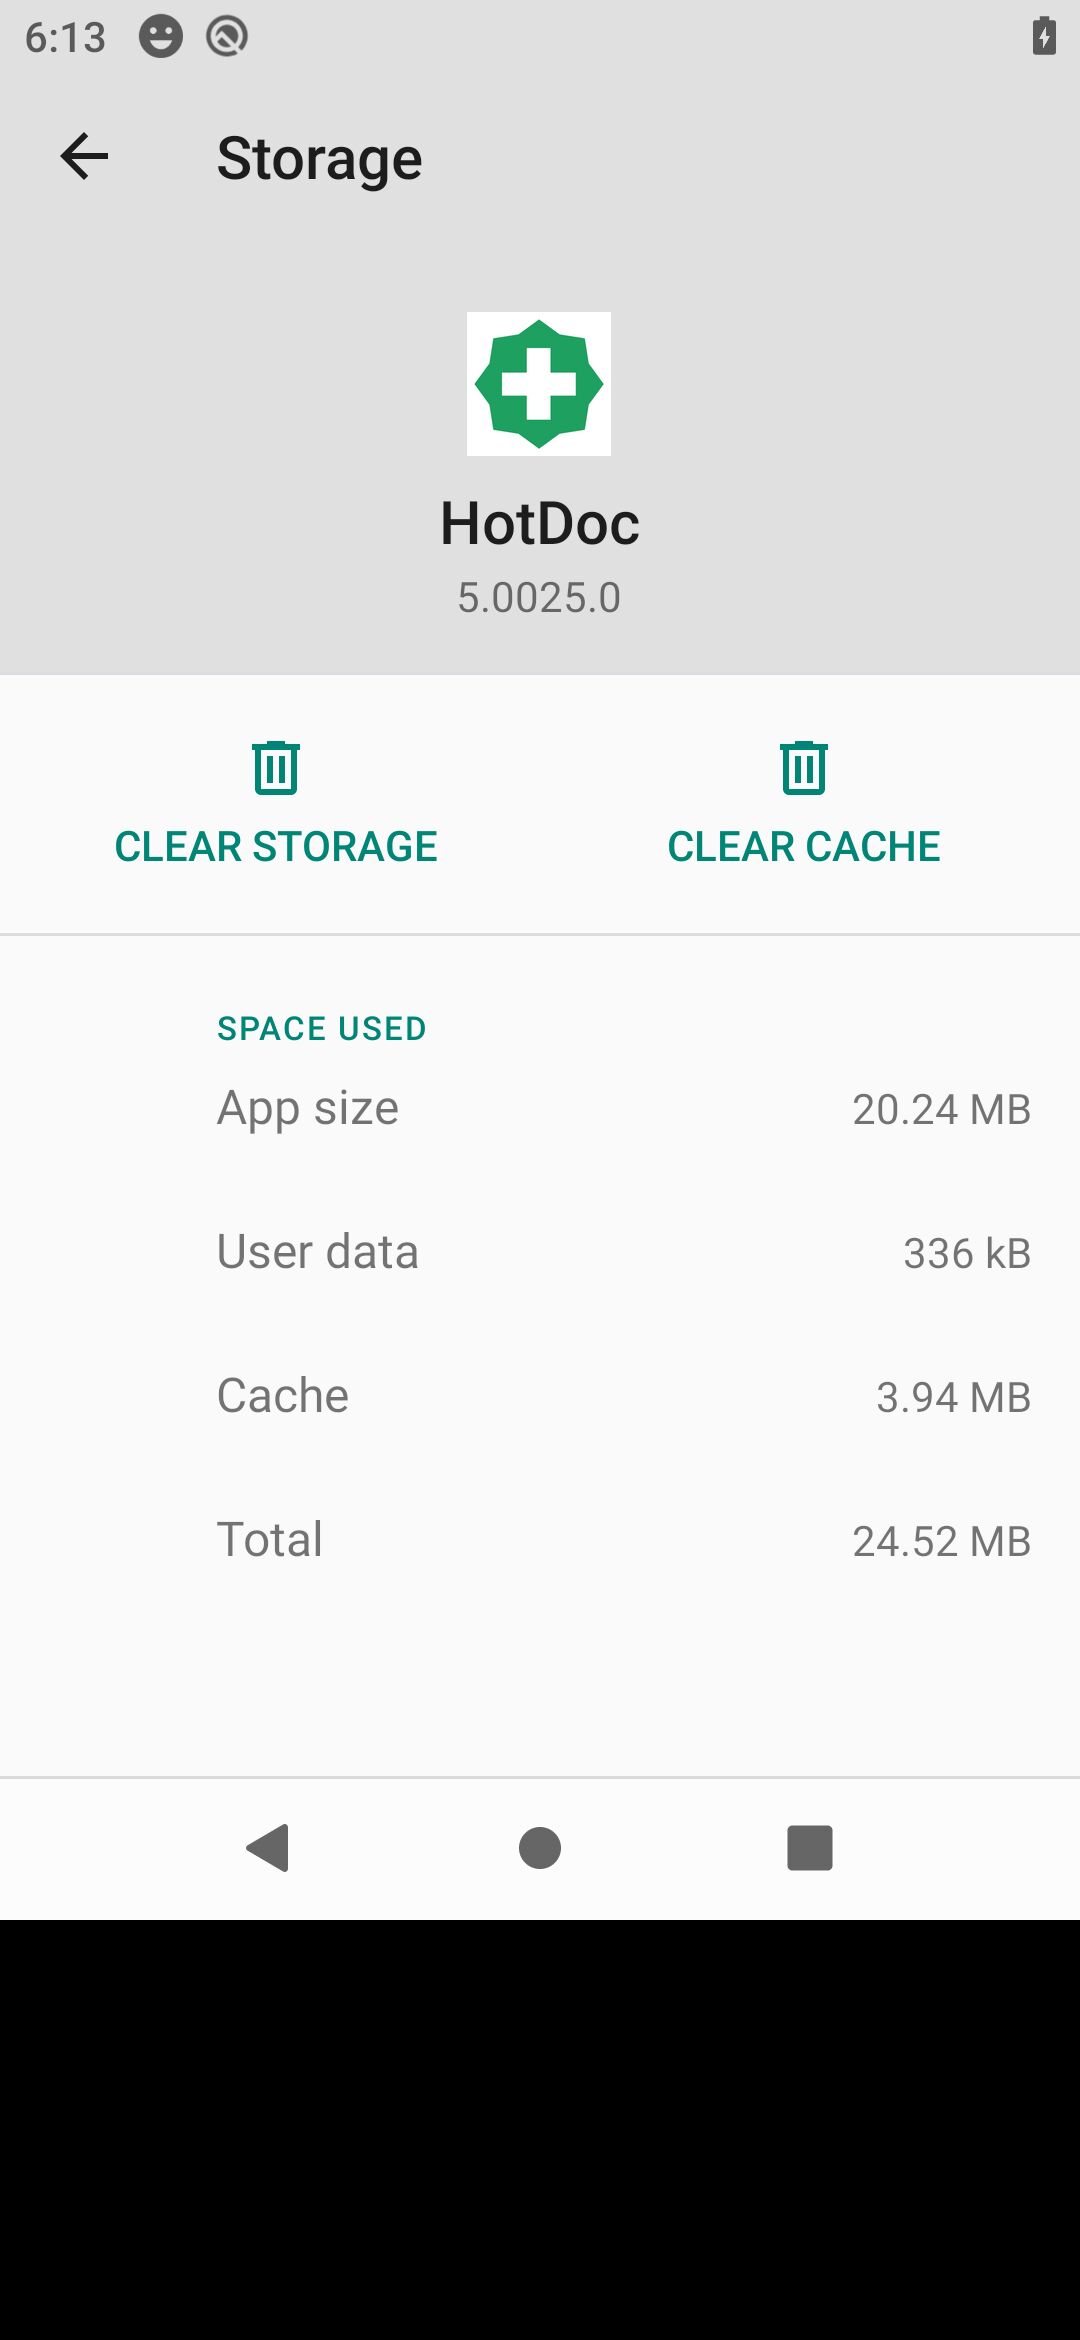 6:13
Storage
HotDoc
5.0025.0
CLEAR STORAGE
CLEAR CACHE
SPACE USED
App size 20.24 MB
User data 336 kB
Cache 3.94 MB
Total 24.52 MB